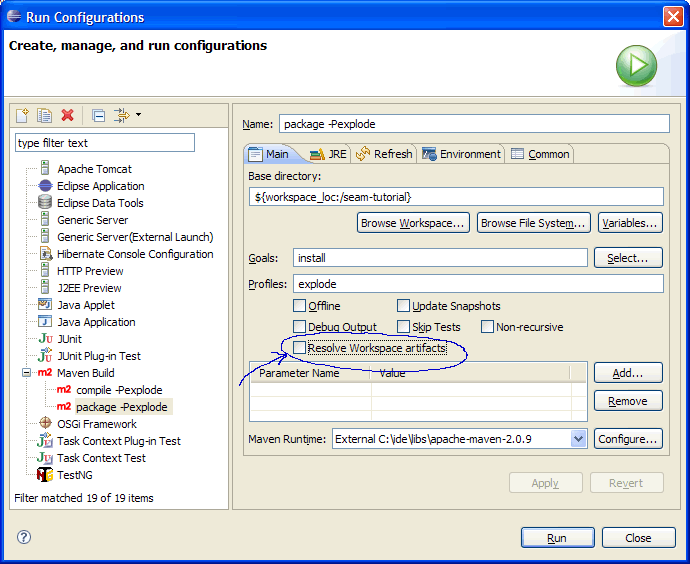 Run Configurations
Create, manage, and run configurations
type filter text
Apache Tomcat
Eclipse Application
Eclipse Data Tools
Generic Server
Generic Server(External Launch)
Hibernate Console Configuration
HTTP Preview
J2EE Preview
Java Applet
Java Application
JUnit
JUnit Plug-in Test
Maven Build
m2 compile -Pexplode
m2 package -Pexplode
OSGi Framework
Task Context Plug-in Test
Task Context Test
TestNG
Filter matched 19 of 19 items
Name: package -Pexplode
Main JRE Refresh Environment Common
Base directory:
${workspace_loc:/seam-tutorial}
Browse Workspace... Browse File System... Variables...
Goals: install Select...
Profiles: explode
Offline Update Snapshots
Debug Output Skip Tests Non-recursive
Resolve Workspace artifacts
Parameter Name Value Add...
Remove
Maven Runtime: External C:\ide\libs\apache-maven-2.0.9 Configure...
Apply Revert
? Run Close